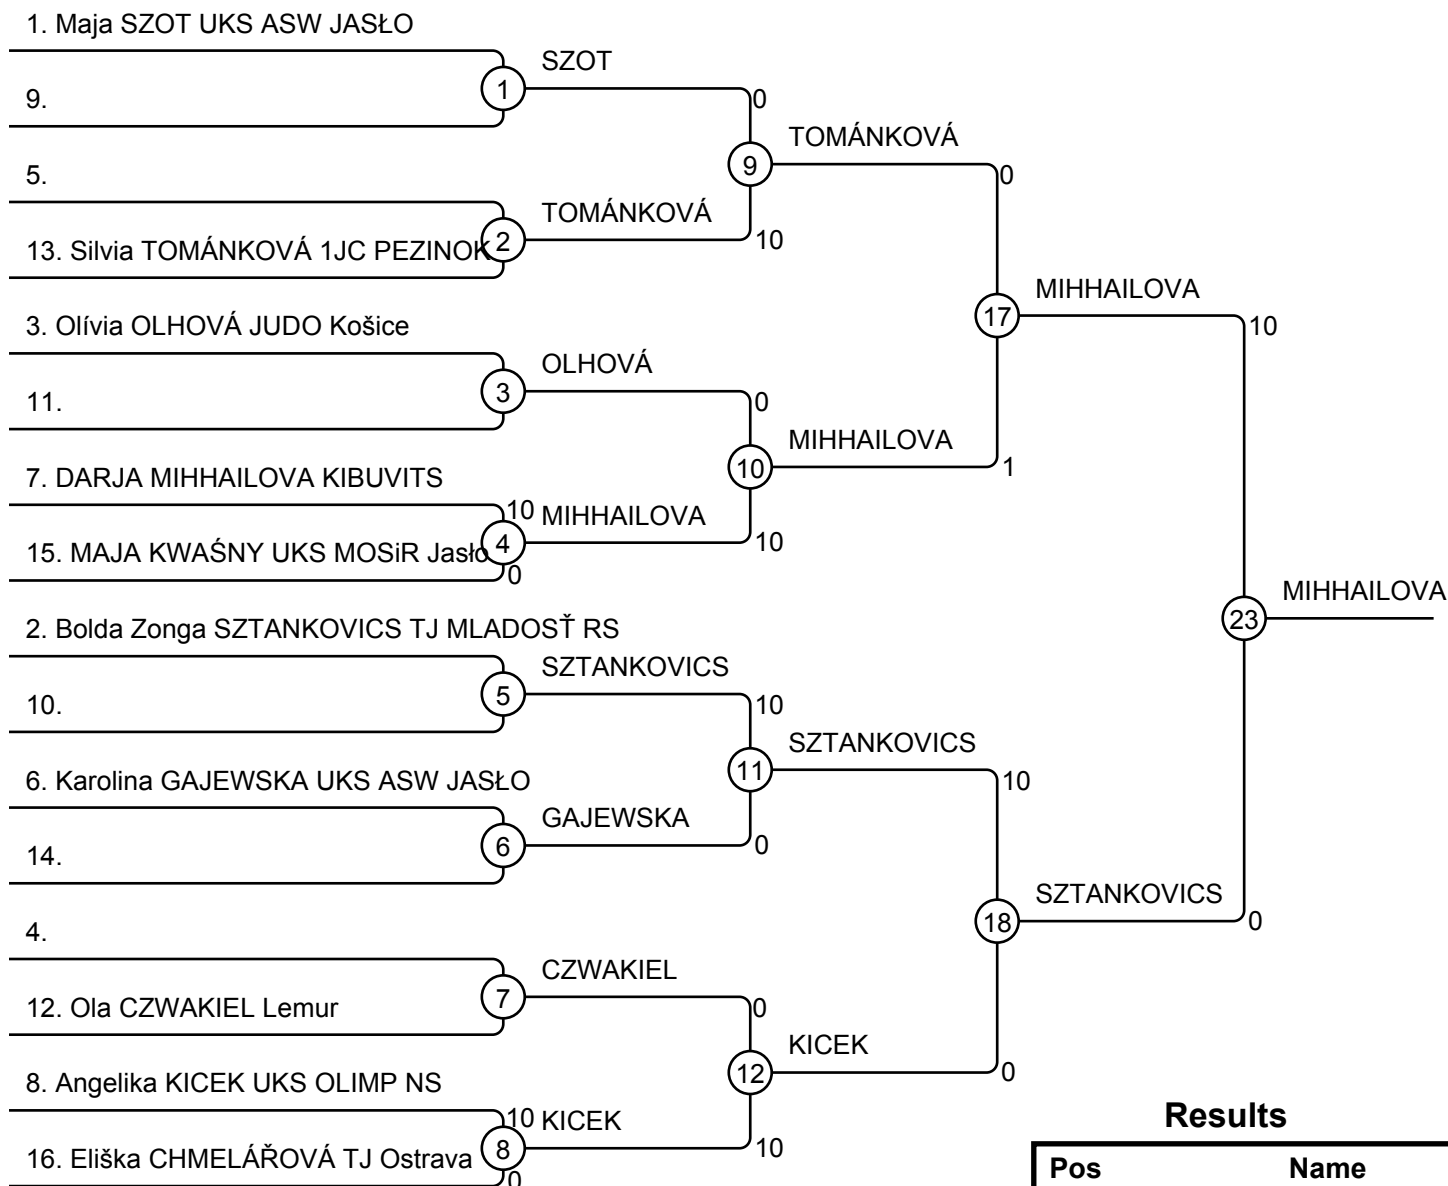 1. Maja SZOT UKS ASW JASŁO
SZOT
1
0
9.
TOMÁNKOVÁ
9
0
5.
TOMÁNKOVÁ
2
10
13. Silvia TOMÁNKOVÁ 1JC PEZINOK
MIHHAILOVA
17
10
3. Olívia OLHOVÁ JUDO Košice
OLHOVÁ
3
0
11.
MIHHAILOVA
10
1
7. DARJA MIHHAILOVA KIBUVITS
10
MIHHAILOVA
4
10
15. MAJA KWAŚNY UKS MOSiR Jasło
0
MIHHAILOVA
23
2. Bolda Zonga SZTANKOVICS TJ MLADOSŤ RS
SZTANKOVICS
5
10
10.
SZTANKOVICS
11
10
6. Karolina GAJEWSKA UKS ASW JASŁO
GAJEWSKA
6
0
14.
SZTANKOVICS
18
0
4.
CZWAKIEL
7
0
12. Ola CZWAKIEL Lemur
KICEK
12
0
8. Angelika KICEK UKS OLIMP NS
10
KICEK
8
10
16. Eliška CHMELÁŘOVÁ TJ Ostrava
0
Results
Pos Name